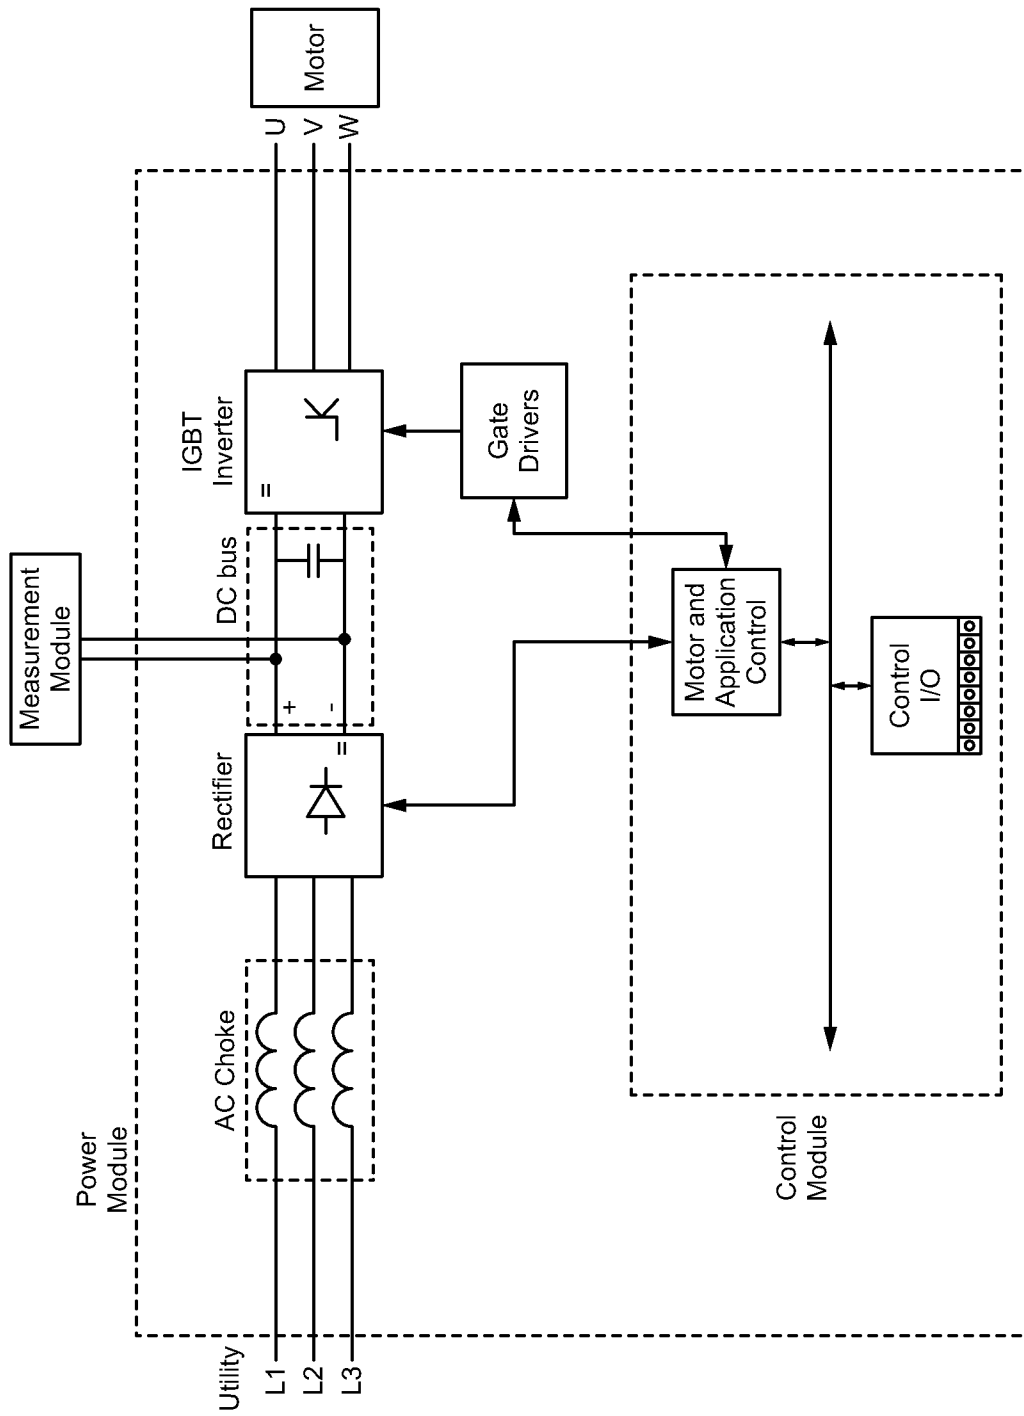 Measurement
Module
Power
Module
Utility
L1
L2
L3
AC Choke
Rectifier
=
DC bus
+
-
IGBT
Inverter
=
U
V
W
Motor
Gate
Drivers
Motor and
Application
Control
Control
I/O
Control
Module